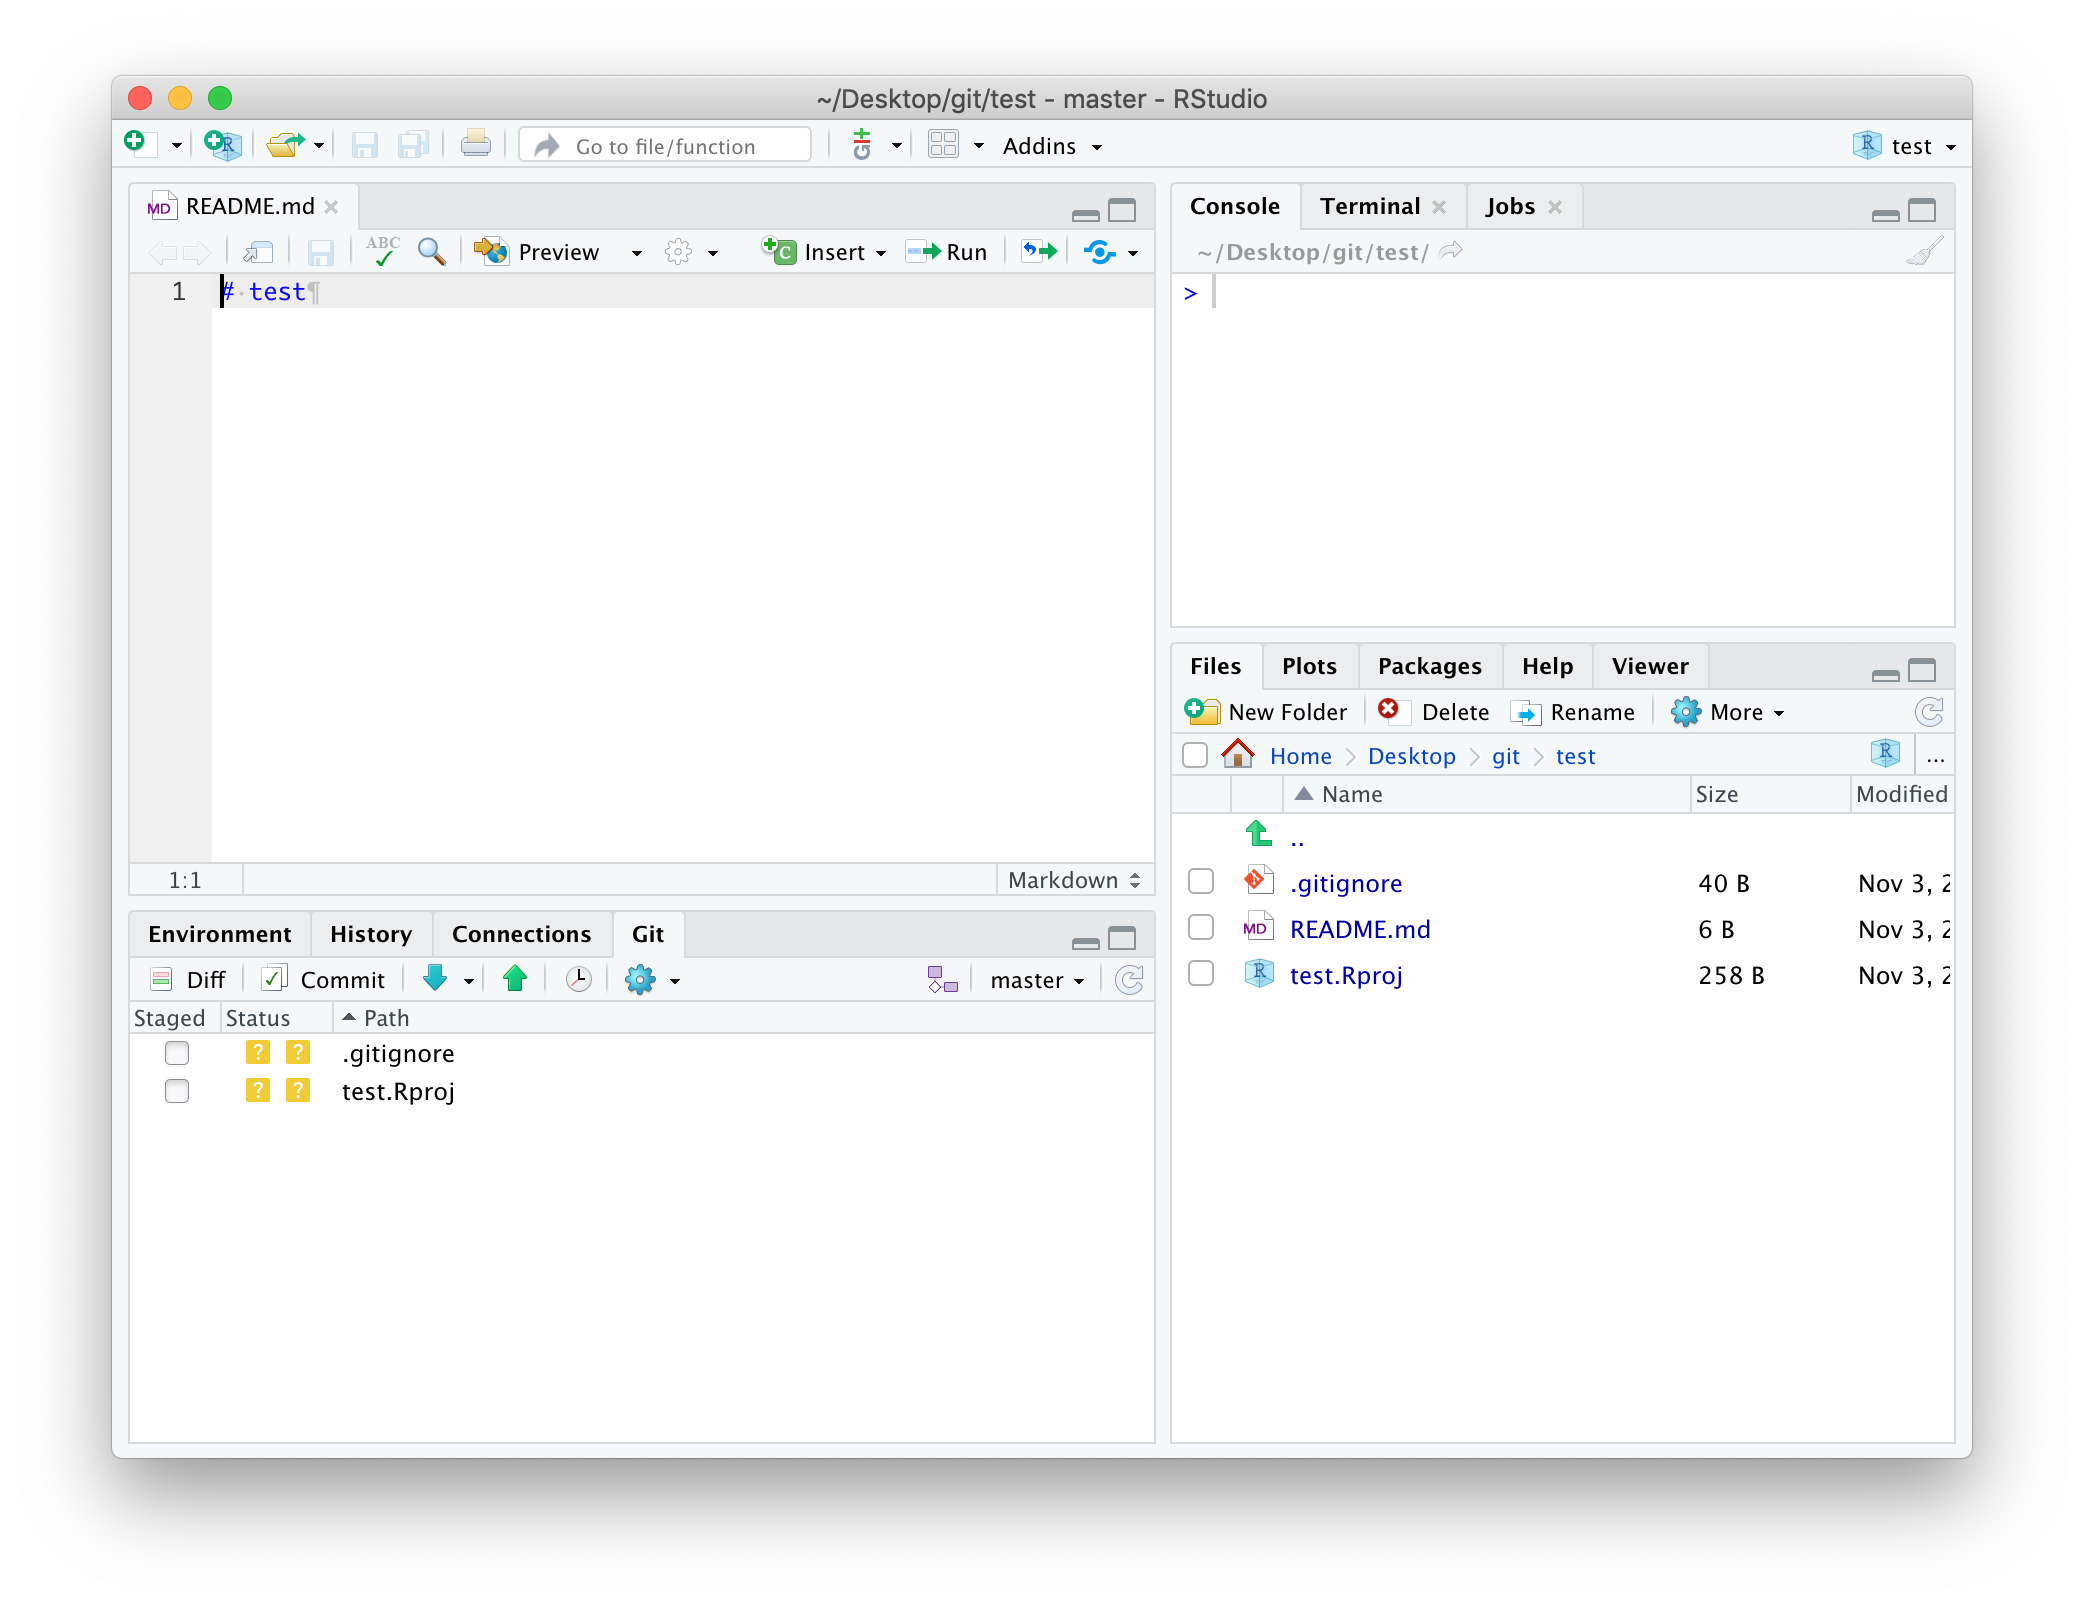 ~/Desktop/git/test - master - RStudio
Go to file/function
Addins
test
README.md
ABC
Preview
Insert
Run
1
# test¶
1:1
Markdown
Environment
History
Connections
Git
Diff
Commit
master
Staged
Status
Path
? ? .gitignore
? ? test.Rproj
Console
Terminal
Jobs
~/Desktop/git/test/
>
Files
Plots
Packages
Help
Viewer
New Folder
Delete
Rename
More
Home > Desktop > git > test
...
Name
Size
Modified
..
.gitignore 40 B Nov 3, 2
README.md 6 B Nov 3, 2
test.Rproj 258 B Nov 3, 2